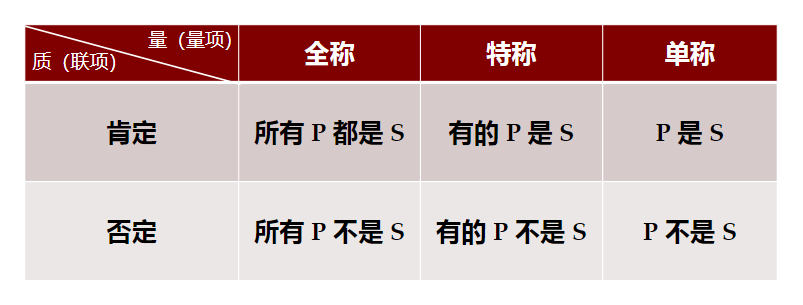 量（量项）
质（联项）
全称
特称
单称
肯定
所有 P 都是 S
有的 P 是 S
P 是 S
否定
所有 P 不是 S
有的 P 不是 S
P 不是 S